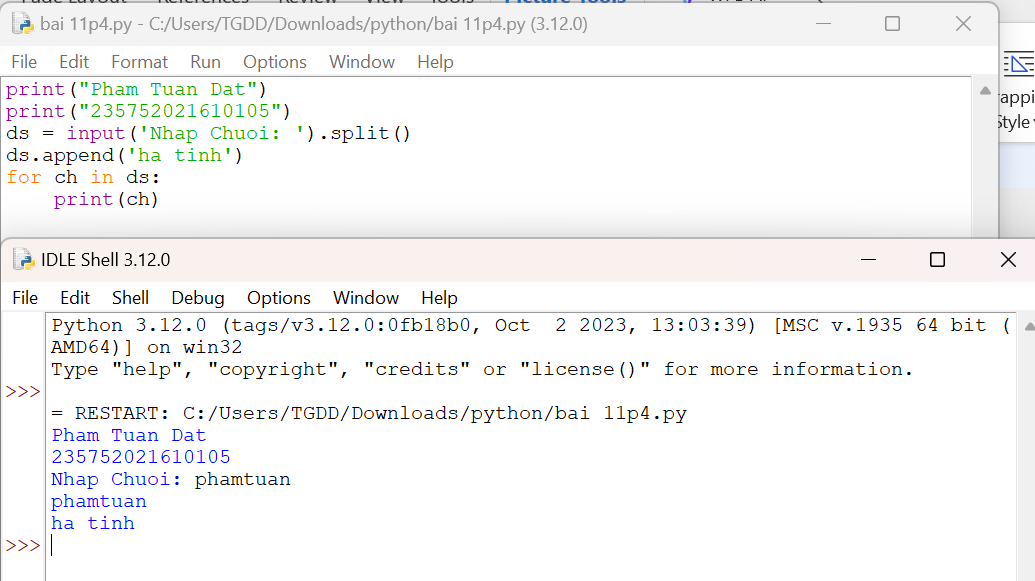 bai 11p4.py - C:/Users/TGDD/Downloads/python/bai 11p4.py (3.12.0)
File Edit Format Run Options Window Help
print("Pham Tuan Dat")
print("235752021610105")
ds = input('Nhap Chuoi: ').split()
ds.append('ha tinh')
for ch in ds:
    print(ch)
Style
IDLE Shell 3.12.0
File Edit Shell Debug Options Window Help
Python 3.12.0 (tags/v3.12.0:0fb18b0, Oct  2 2023, 13:03:39) [MSC v.1935 64 bit (
AMD64)] on win32
Type "help", "copyright", "credits" or "license()" for more information.
>>>
= RESTART: C:/Users/TGDD/Downloads/python/bai 11p4.py
Pham Tuan Dat
235752021610105
Nhap Chuoi: phamtuan
phamtuan
ha tinh
>>>